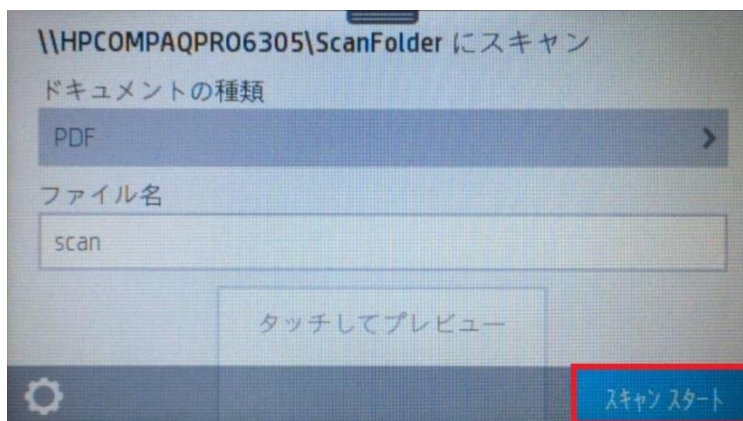 \\HPCOMPAQPRO6305\ScanFolder にスキャン
ドキュメントの種類
PDF
ファイル名
scan
タッチしてプレビュー
スキャン スタート